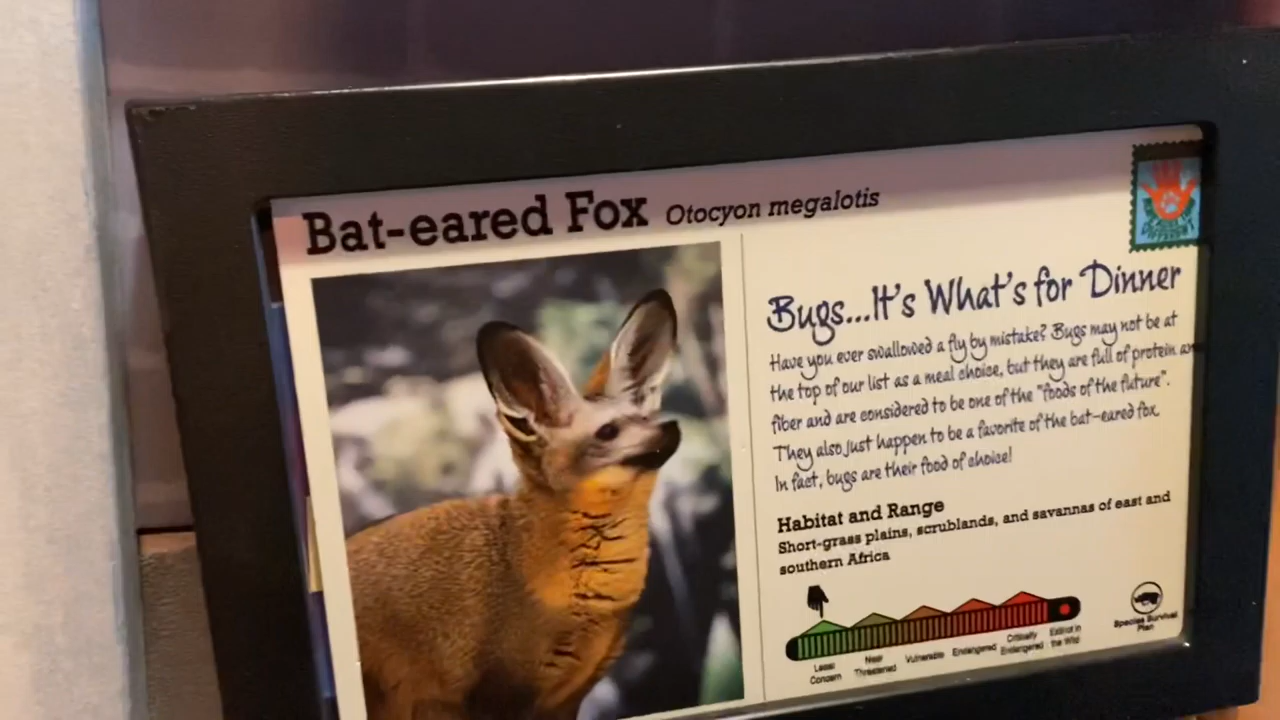 Bat-eared Fox Otocyon megalotis
Bugs...It's What's for Dinner
Have you ever swallowed a fly by mistake? Bugs may not be at
the top of our list as a meal choice, but they are full of protein
fiber and are considered to be one of the "foods of the future".
They also just happen to be a favorite of the bat-eared fox.
In fact, bugs are their food of choice!
Habitat and Range
Short-grass plains, scrublands, and savannas of east and
southern Africa
Least
Concern
Near
Threatened
Vulnerable
Endangered
Critically
Endangered
Extinct in
the Wild
Species Survival
Plan